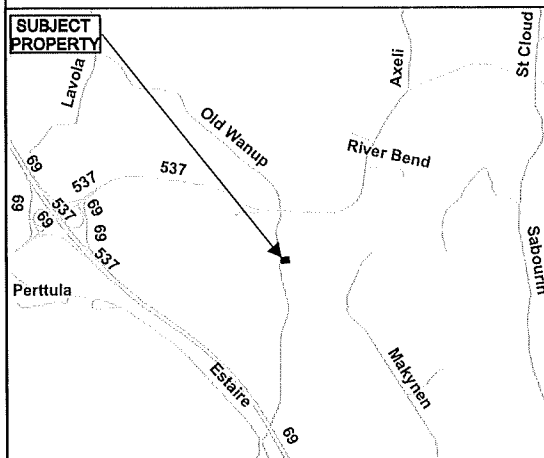 SUBJECT
PROPERTY
Lavola
Axeli
St Cloud
Old Wanup
River Bend
69
537
537
69
537
69
69
69
537
Sabourin
Perttula
Estaire
Makynen
69